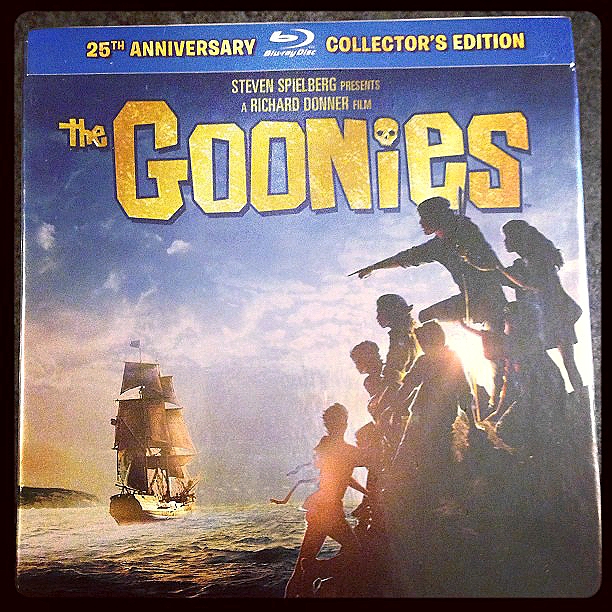 25TH ANNIVERSARY Blu-ray Disc COLLECTOR'S EDITION
STEVEN SPIELBERG PRESENTS
A RICHARD DONNER FILM
the GOONIES